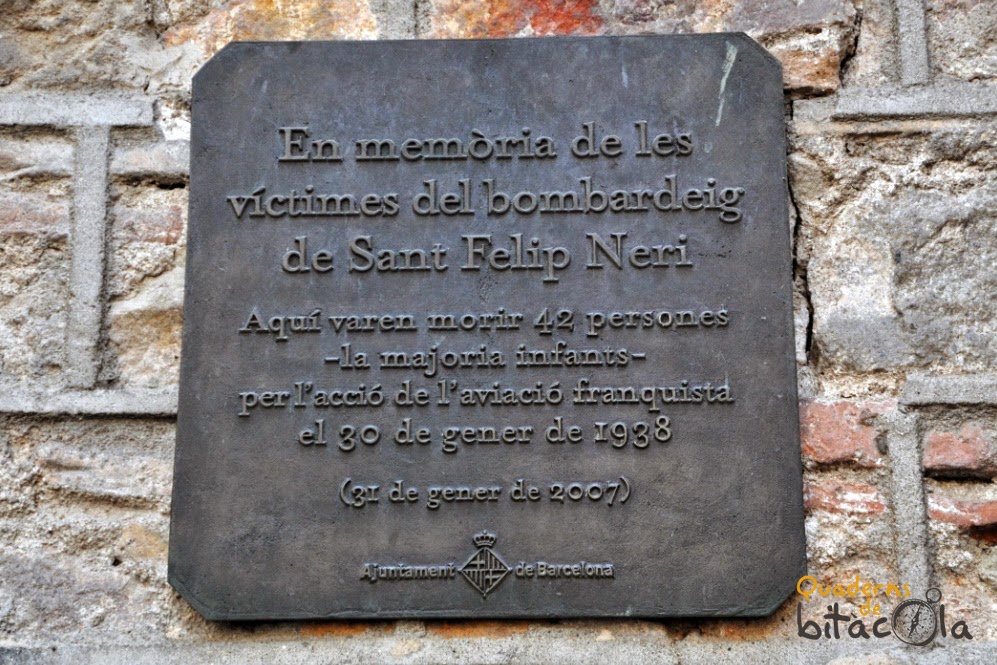 En memòria de les
víctimes del bombardeig
de Sant Felip Neri
Aquí varen morir 42 persones
-la majoria infants-
per l'acció de l'aviació franquista
el 30 de gener de 1938
(31 de gener de 2007)
Ajuntament de Barcelona
Quaderns
de
bitácola